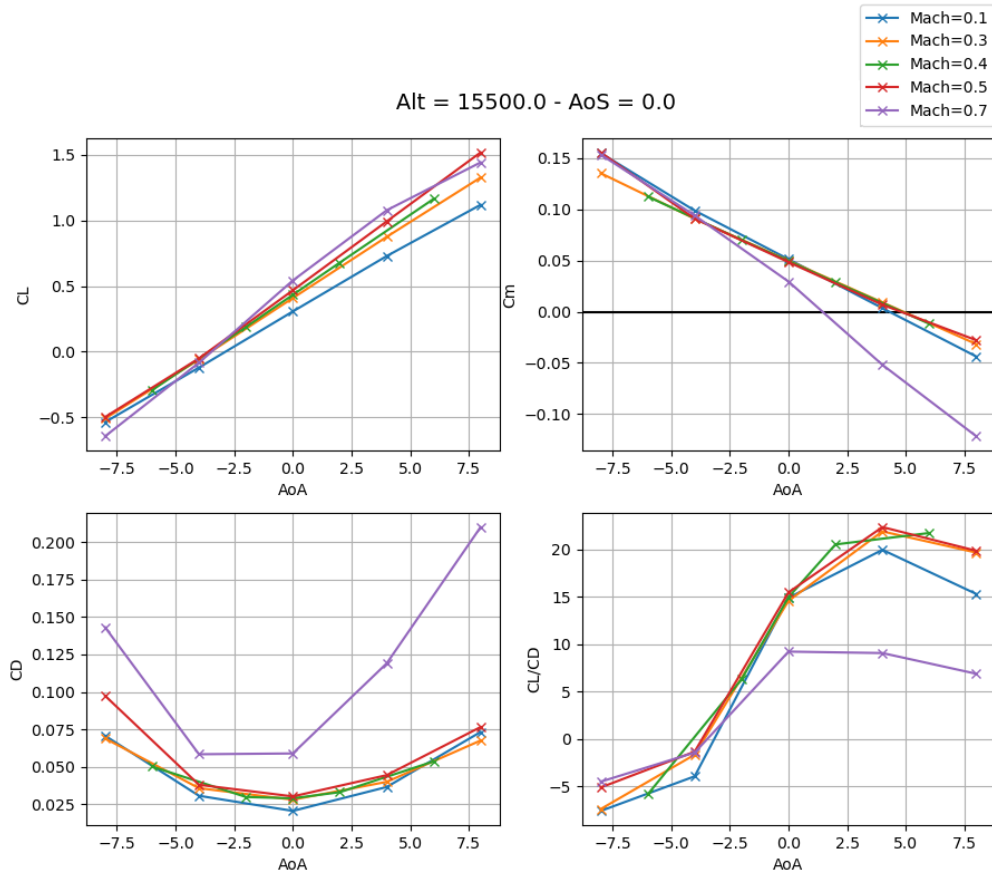 Mach=0.1
Mach=0.3
Mach=0.4
Mach=0.5
Mach=0.7
Alt = 15500.0 - AoS = 0.0
CL
1.5
1.0
0.5
0.0
−0.5
−7.5 −5.0 −2.5 0.0 2.5 5.0 7.5
AoA
Cm
0.15
0.10
0.05
0.00
−0.05
−0.10
−7.5 −5.0 −2.5 0.0 2.5 5.0 7.5
AoA
CD
0.200
0.175
0.150
0.125
0.100
0.075
0.050
0.025
−7.5 −5.0 −2.5 0.0 2.5 5.0 7.5
AoA
CL/CD
20
15
10
5
0
−5
−7.5 −5.0 −2.5 0.0 2.5 5.0 7.5
AoA